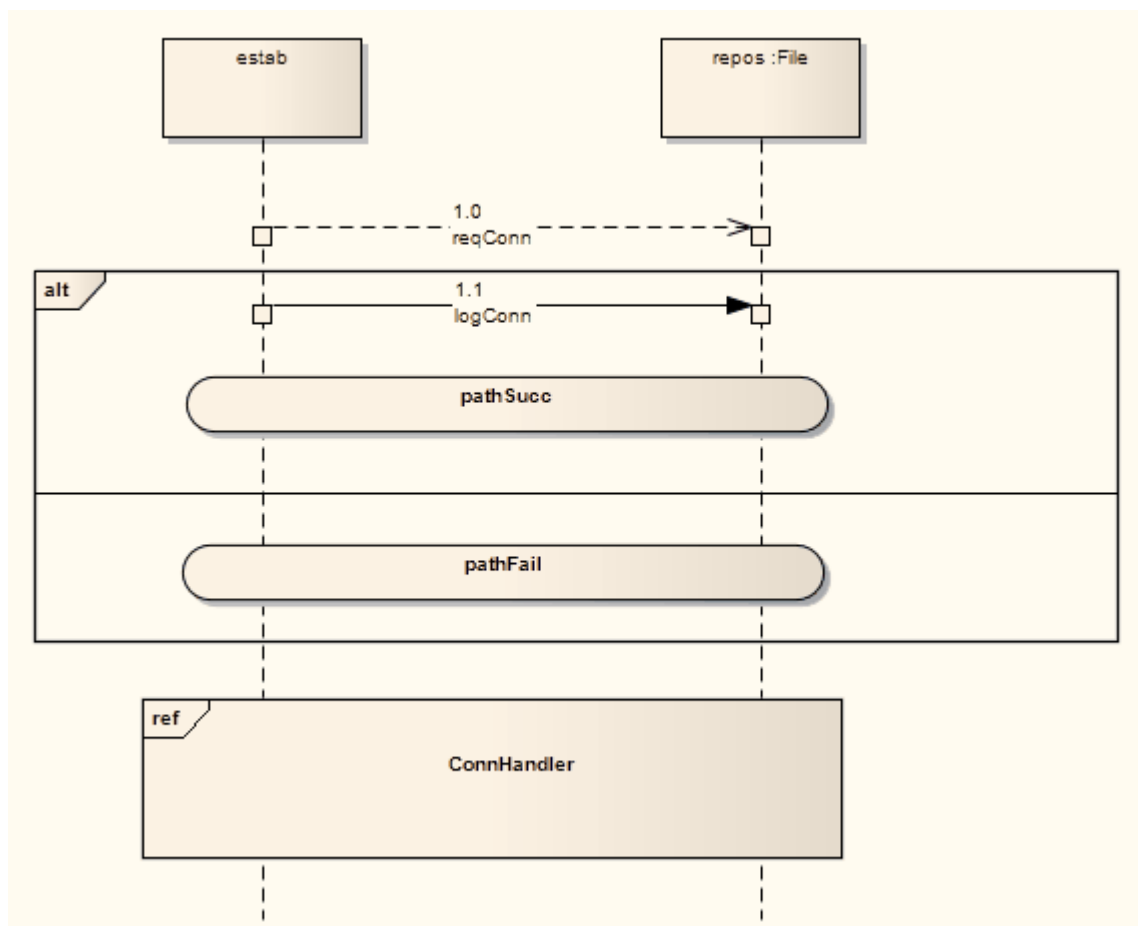 estab
repos :File
1.0
reqConn
alt
1.1
logConn
pathSucc
pathFail
ref
ConnHandler